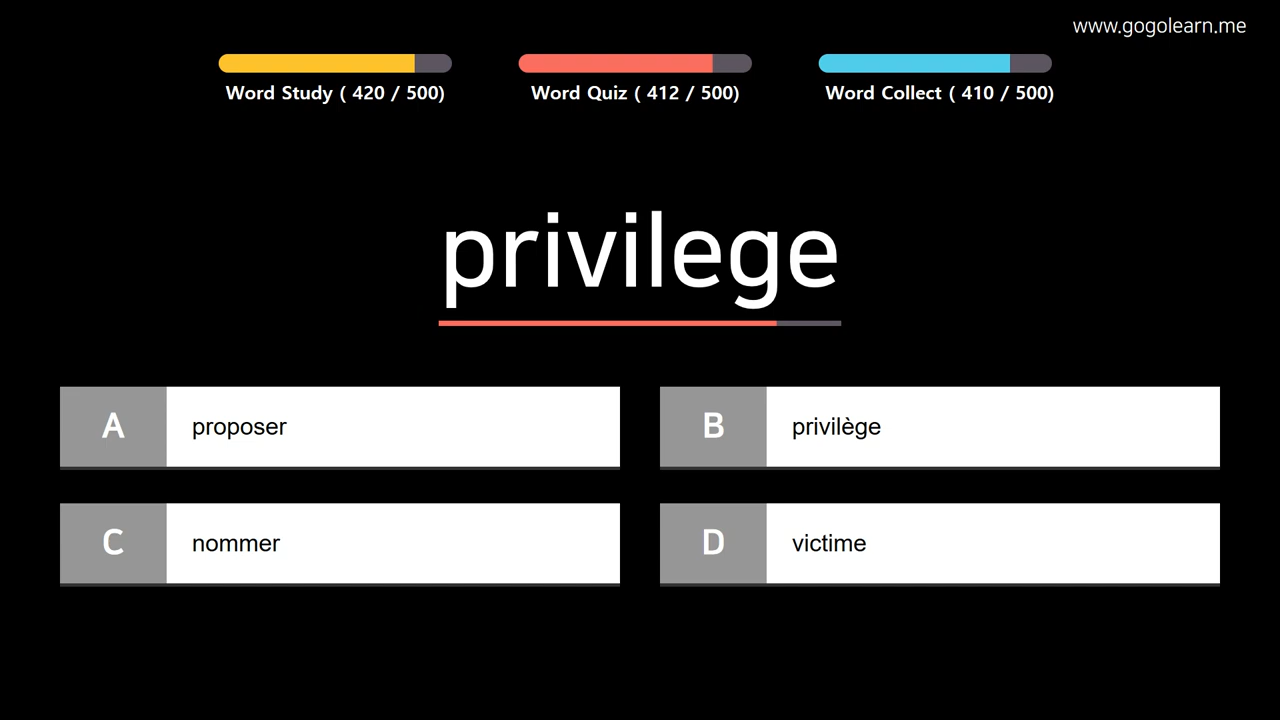 www.gogolearn.me
Word Study ( 420 / 500)
Word Quiz ( 412 / 500)
Word Collect ( 410 / 500)
privilege
A
proposer
B
privilège
C
nommer
D
victime